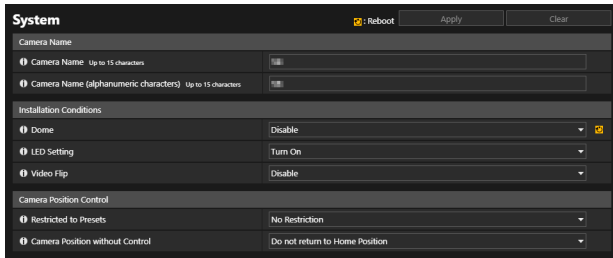 System : Reboot Apply Clear
Camera Name
Camera Name Up to 15 characters
Camera Name (alphanumeric characters) Up to 15 characters
Installation Conditions
Dome Disable
LED Setting Turn On
Video Flip Disable
Camera Position Control
Restricted to Presets No Restriction
Camera Position without Control Do not return to Home Position